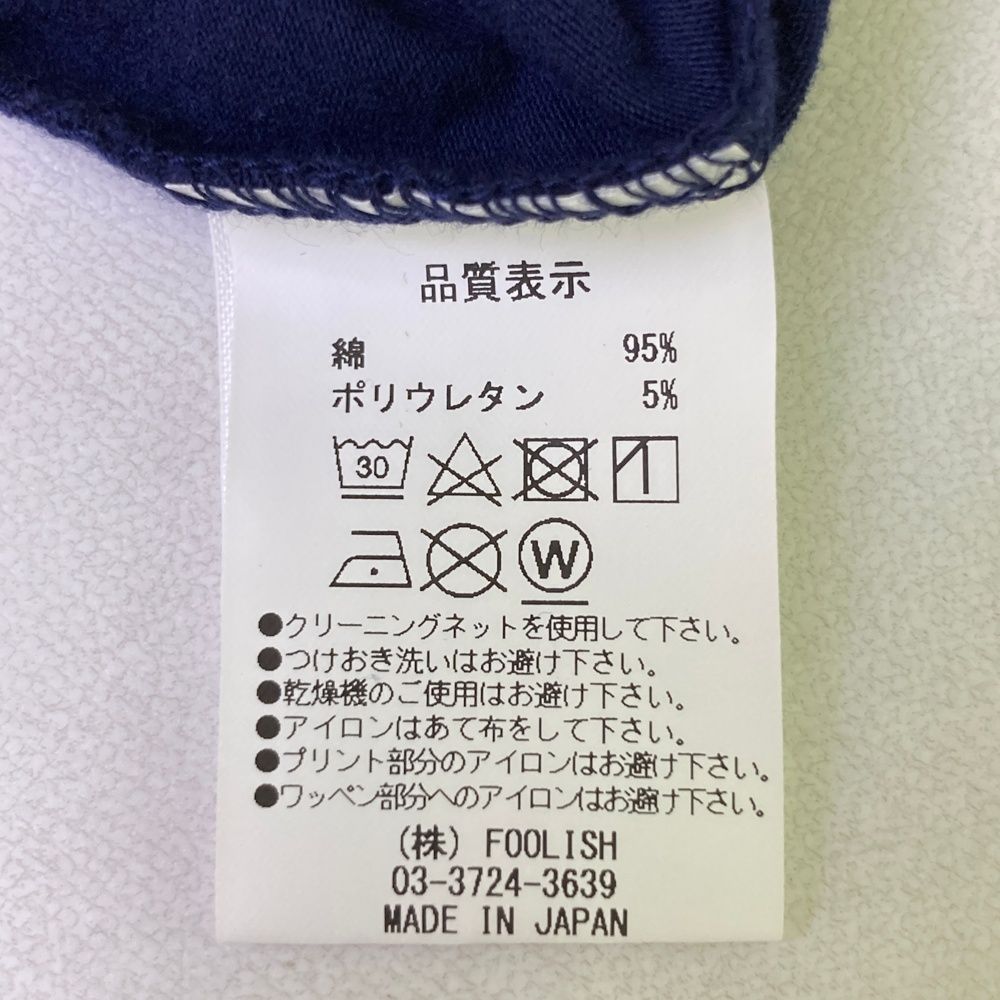 品質表示
綿 95%
ポリウレタン 5%
30
W
●クリーニングネットを使用して下さい。
●つけおき洗いはお避け下さい。
●乾燥機のご使用はお避け下さい。
●アイロンはあて布をして下さい。
●プリント部分のアイロンはお避け下さい。
●ワッペン部分へのアイロンはお避け下さい。
(株) FOOLISH
03-3724-3639
MADE IN JAPAN